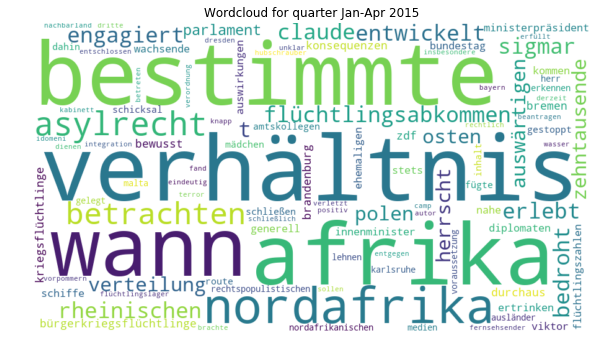 Wordcloud for quarter Jan-Apr 2015
nachbarland dritte engagiert parlament claude entwickelt ministerpräsident
dahin entschlossen wachsende dresden hubschrauber unklar konsequenzen bundestag insbesondere sigmar erfüllt
bestimmte
betreten verordnung auswirkungen herr kommen erkennen derzeit bayern
kabinett schicksal knapp flüchtlingsabkommen bremen beantragen
asylrecht t amtskollegen zdf osten gestoppt rechtlich auswärtigen zehntausende
idomeni dienen integration bewusst mädchen ehemaligen stets inhalt wasser
verhältnis
malta fand eindeutig terror brandenburg fügte
kriegsflüchtlinge gelegt schließen schließlich verletzt positiv camp autor nahe erlebt
betrachten polen herrscht
generell innenminister diplomaten bedroht flüchtlingszahlen
wann afrika
lehnen entgegen karlsruhe voraussetzung
vorpommern verteilung route rechtspopulistischen sollen durchaus
schiffe flüchtlingslager nordafrika ertrinken
rheinischen ausländer
bürgerkriegsflüchtlinge brachte nordafrikanischen medien fernsehsender viktor